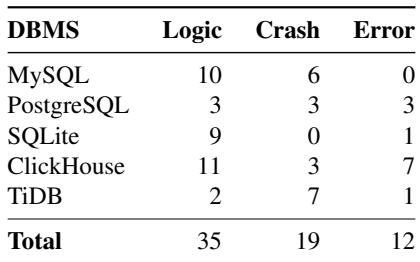 DBMS Logic Crash Error
MySQL 10 6 0
PostgreSQL 3 3 3
SQLite 9 0 1
ClickHouse 11 3 7
TiDB 2 7 1
Total 35 19 12